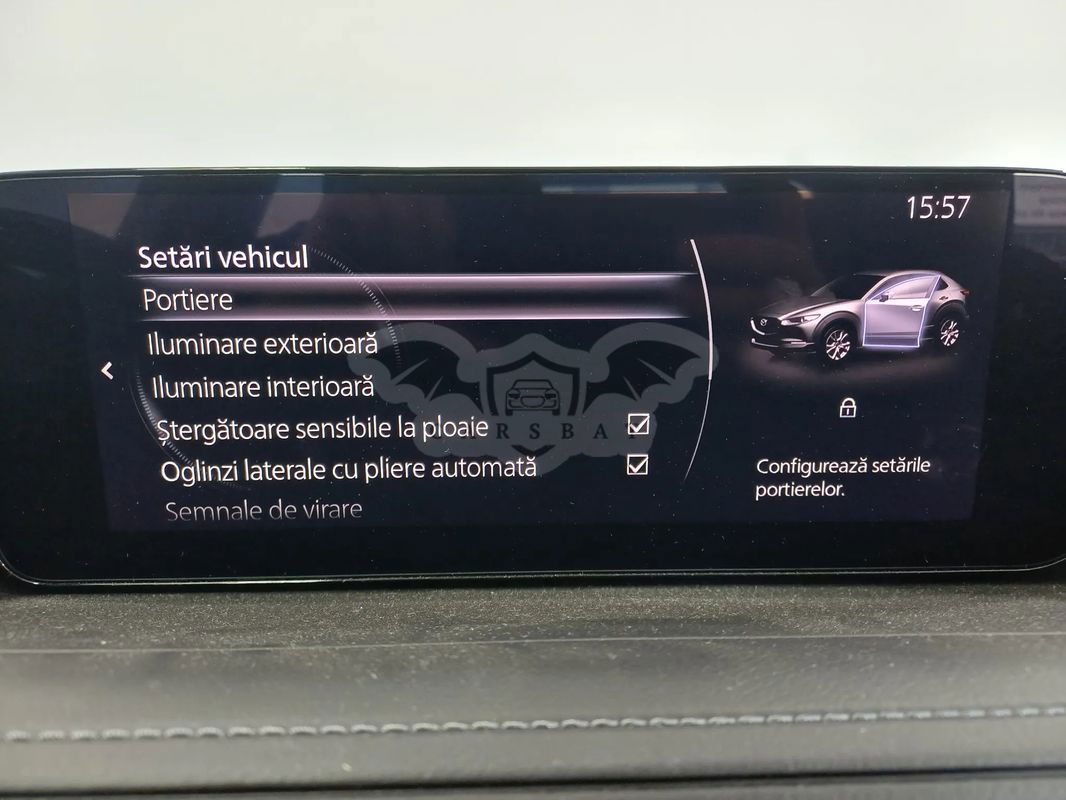 15:57
Setări vehicul
Portiere
Iluminare exterioară
Iluminare interioară
Ștergătoare sensibile la ploaie
Oglinzi laterale cu pliere automată
Semnale de virare
Configurează setările
portierelor.